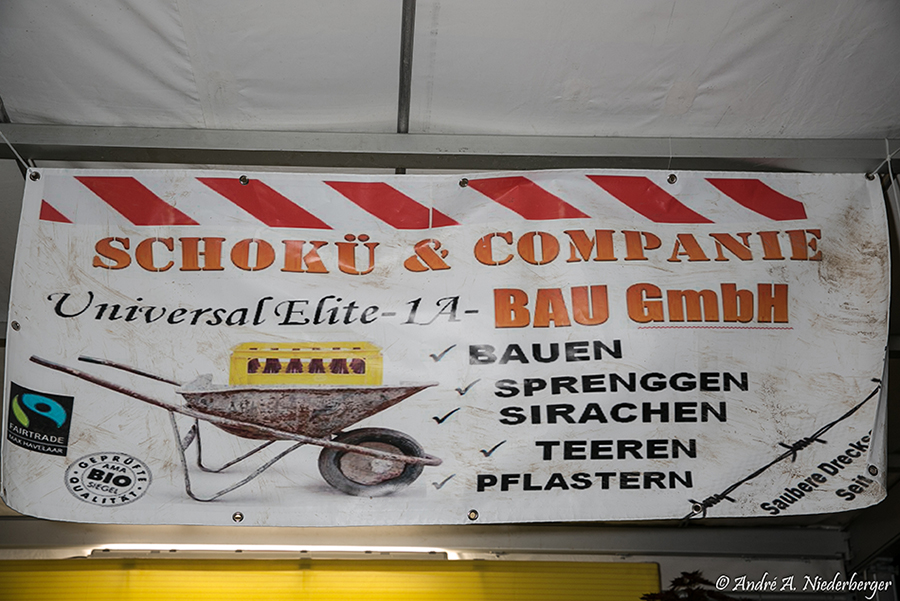 SCHOKÜ & COMPANIE
Universal Elite-1A- BAU GmbH
✓ BAUEN
✓ SPRENGGEN
✓ SIRACHEN
✓ TEEREN
✓ PFLASTERN
FAIRTRADE
MAX HAVELAAR
GEPRÜFTE
AMA
BIO
SIEGEL
QUALITÄT
Saubere Drecks
Seit
© André A. Niederberger